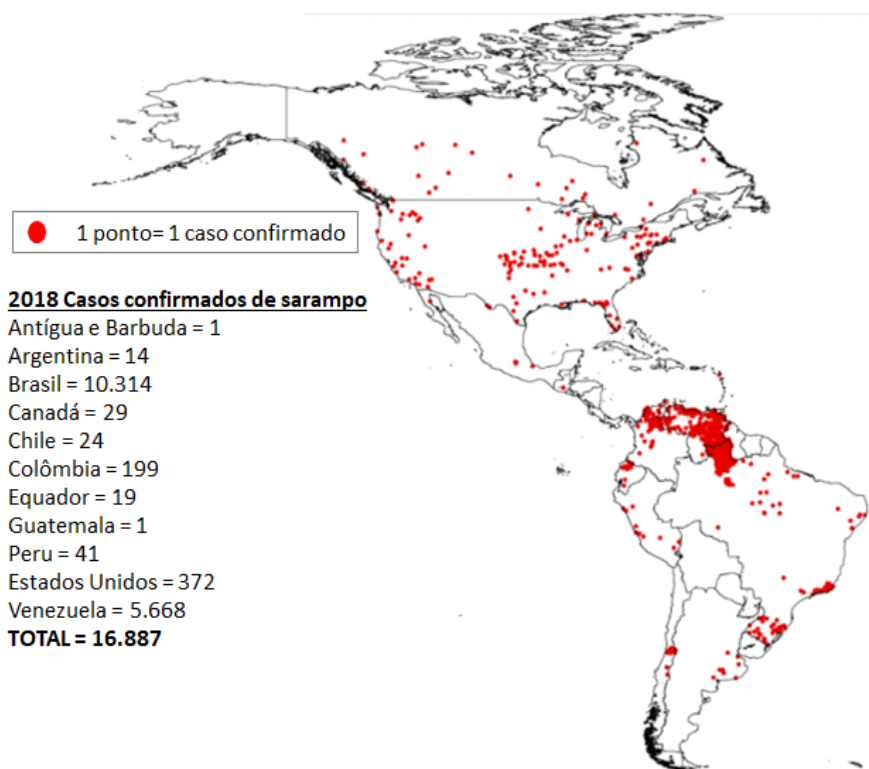 1 ponto= 1 caso confirmado
2018 Casos confirmados de sarampo
Antígua e Barbuda = 1
Argentina = 14
Brasil = 10.314
Canadá = 29
Chile = 24
Colômbia = 199
Equador = 19
Guatemala = 1
Peru = 41
Estados Unidos = 372
Venezuela = 5.668
TOTAL = 16.887